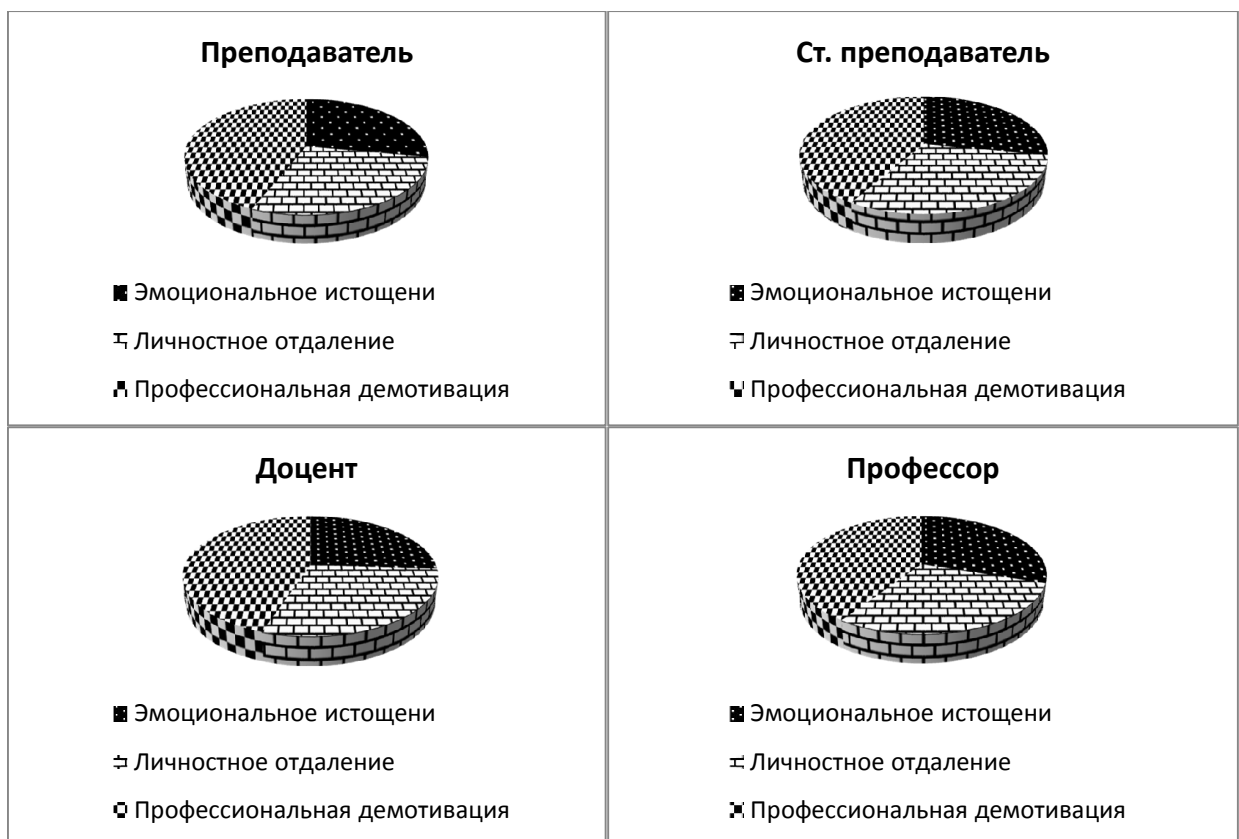 Преподаватель
Эмоциональное истощени
Личностное отдаление
Профессиональная демотивация
Ст. преподаватель
Эмоциональное истощени
Личностное отдаление
Профессиональная демотивация
Доцент
Эмоциональное истощени
Личностное отдаление
Профессиональная демотивация
Профессор
Эмоциональное истощени
Личностное отдаление
Профессиональная демотивация